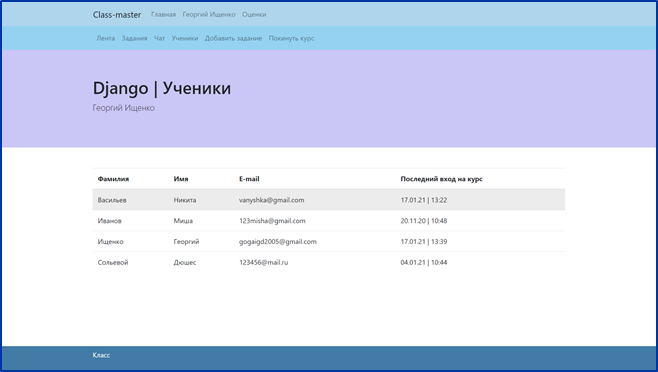 Class-master Главная Георгий Ищенко Оценки
Лента Задания Чат Ученики Добавить задание Покинуть курс
Django | Ученики
Георгий Ищенко
Фамилия Имя E-mail Последний вход на курс
Васильев Никита vanyshka@gmail.com 17.01.21 | 13:22
Иванов Миша 123misha@gmail.com 20.11.20 | 10:48
Ищенко Георгий gogaigd2005@gmail.com 17.01.21 | 13:39
Сольевой Дюшес 123456@mail.ru 04.01.21 | 10:44
Класс